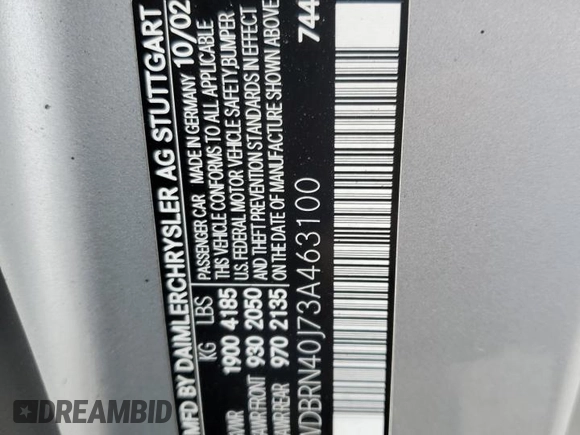 MFD BY DAIMLERCHRYSLER AG STUTTGART
PASSENGER CAR MADE IN GERMANY 10/02
KG LBS
THIS VEHICLE CONFORMS TO ALL APPLICABLE
1900 4185
U.S. FEDERAL MOTOR VEHICLE SAFETY/BUMPER
930 2050
AND THEFT PREVENTION STANDARDS IN EFFECT
970 2135
ON THE DATE OF MANUFACTURE SHOWN ABOVE
744
WDBRN40J73A463100
DREAMBID
dreambid.com